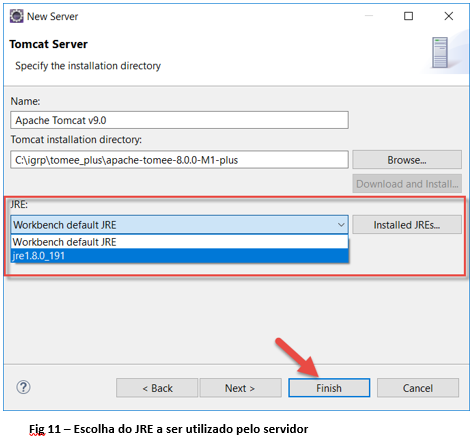 New Server
Tomcat Server
Specify the installation directory
Name:
Apache Tomcat v9.0
Tomcat installation directory:
C:\igrp\tomee_plus\apache-tomee-8.0.0-M1-plus
Browse...
Download and Install...
JRE:
Workbench default JRE
Installed JREs...
Workbench default JRE
jre1.8.0_191
?
< Back
Next >
Finish
Cancel
Fig 11 – Escolha do JRE a ser utilizado pelo servidor